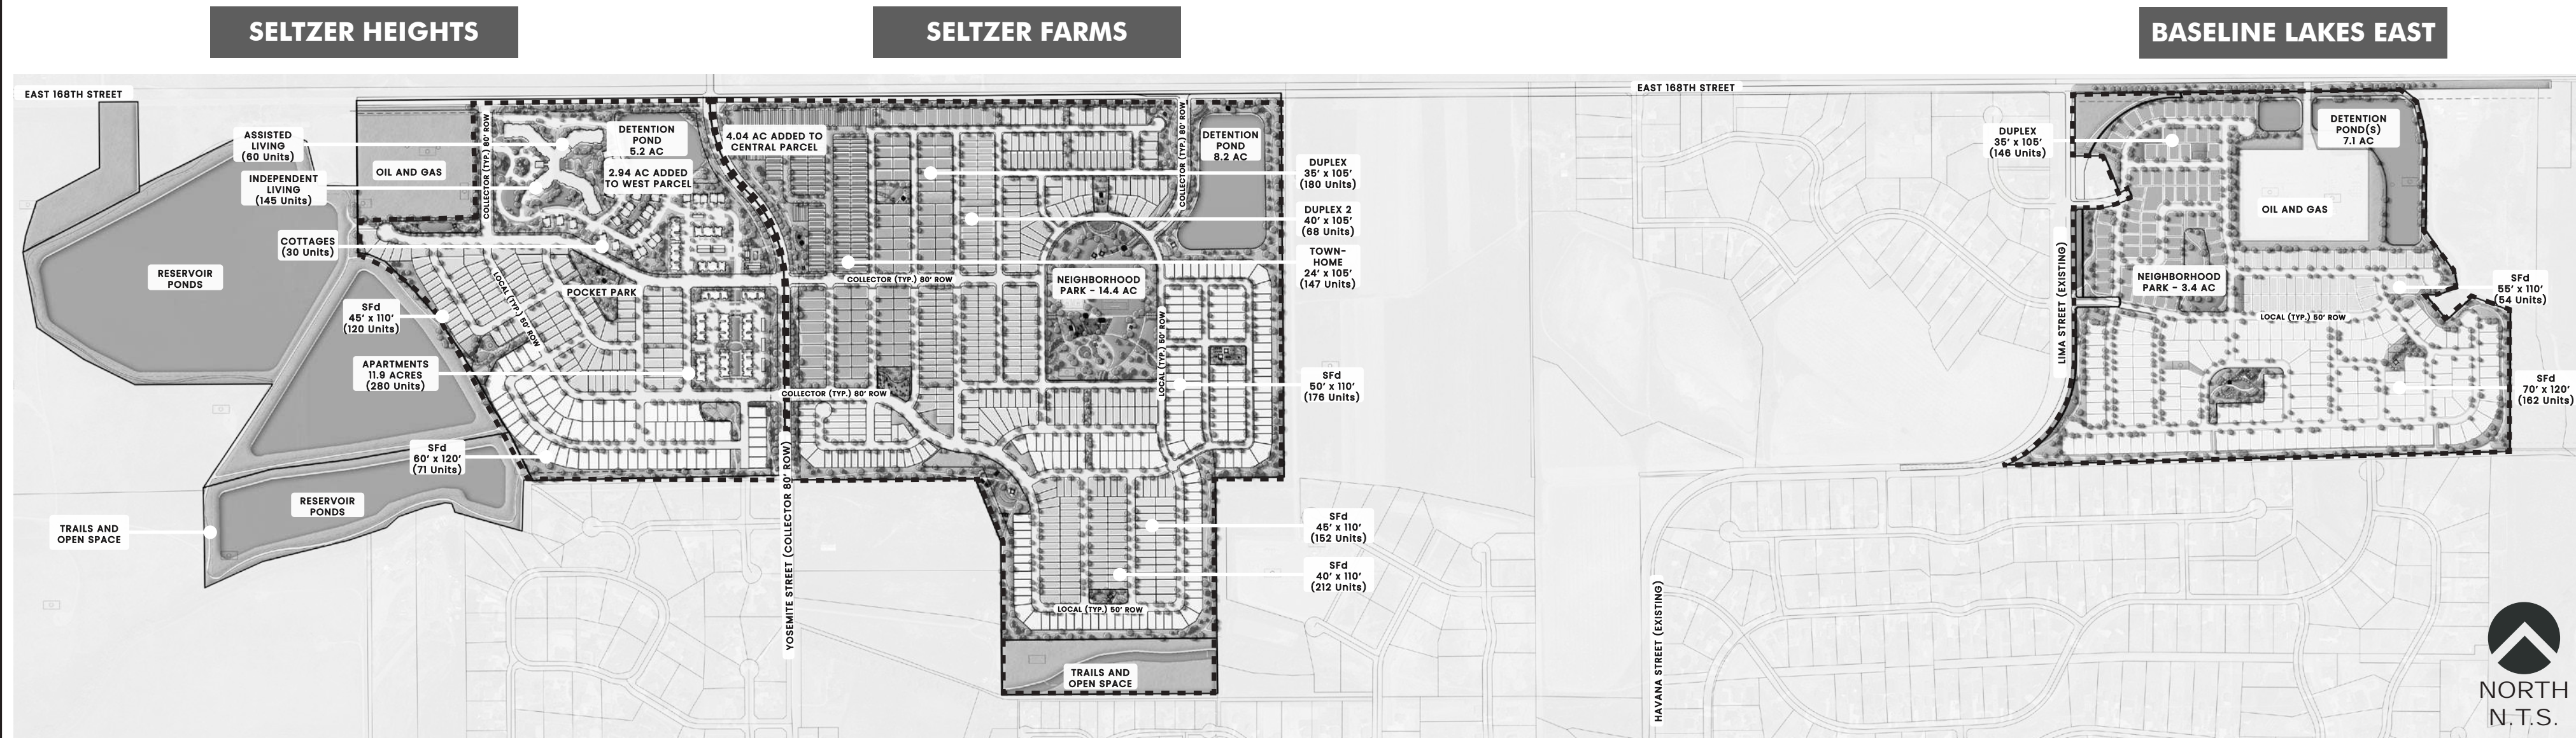 SELTZER HEIGHTS
SELTZER FARMS
BASELINE LAKES EAST
EAST 168TH STREET
ASSISTED
LIVING
(60 Units)
INDEPENDENT
LIVING
(145 Units)
COTTAGES
(30 Units)
OIL AND GAS
COLLECTOR (TYP.) 80' ROW
DETENTION
POND
5.2 AC
2.94 AC ADDED
TO WEST PARCEL
RESERVOIR
PONDS
SFd
45' x 110'
(120 Units)
LOCAL (TYP.) 50' ROW
POCKET PARK
APARTMENTS
11.9 ACRES
(280 Units)
SFd
60' x 120'
(71 Units)
RESERVOIR
PONDS
TRAILS AND
OPEN SPACE
YOSEMITE STREET (COLLECTOR 80' ROW)
4.04 AC ADDED TO
CENTRAL PARCEL
COLLECTOR (TYP.) 80' ROW
DETENTION
POND
8.2 AC
DUPLEX
35' x 105'
(180 Units)
DUPLEX 2
40' x 105'
(68 Units)
TOWN-
HOME
24' x 105'
(147 Units)
COLLECTOR (TYP.) 80' ROW
NEIGHBORHOOD
PARK - 14.4 AC
LOCAL (TYP.) 50' ROW
COLLECTOR (TYP.) 80' ROW
SFd
50' x 110'
(176 Units)
SFd
45' x 110'
(152 Units)
SFd
40' x 110'
(212 Units)
LOCAL (TYP.) 50' ROW
TRAILS AND
OPEN SPACE
EAST 168TH STREET
DUPLEX
35' x 105'
(146 Units)
DETENTION
POND(S)
7.1 AC
OIL AND GAS
LIMA STREET (EXISTING)
NEIGHBORHOOD
PARK - 3.4 AC
SFd
55' x 110'
(54 Units)
LOCAL (TYP.) 50' ROW
SFd
70' x 120'
(162 Units)
HAVANA STREET (EXISTING)
NORTH
N.T.S.